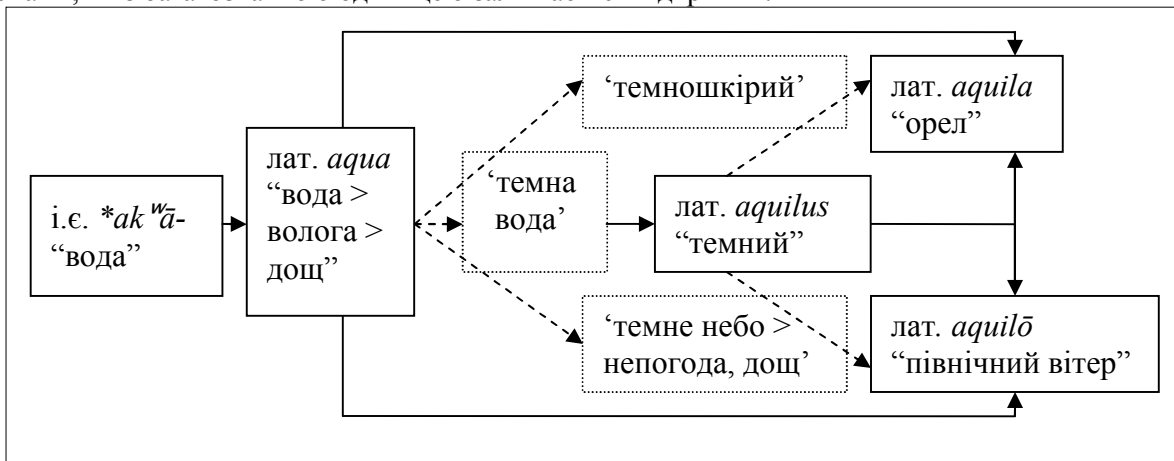 ‘темношкірий’
лат. aquila
“орел”
лат. aqua
“вода >
волога >
дощ”
‘темна
вода’
і.є. *akʷā-
“вода”
лат. aquilus
“темний”
‘темне небо >
непогода, дощ’
лат. aquilō
“північний вітер”